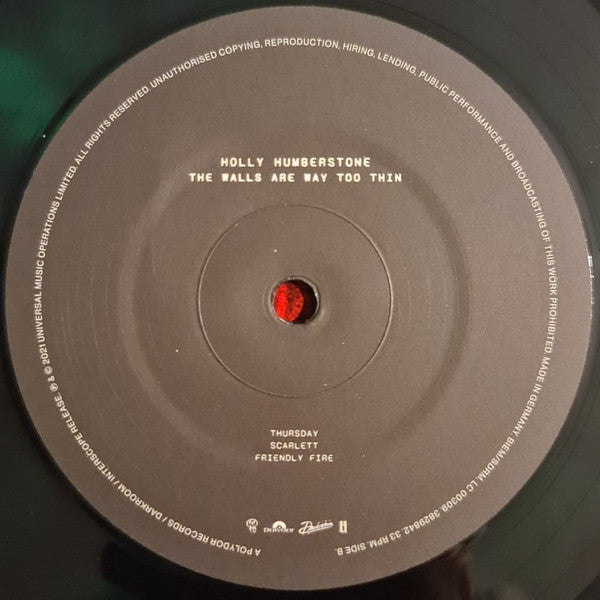 HOLLY HUMBERSTONE
THE WALLS ARE WAY TOO THIN
THURSDAY
SCARLETT
FRIENDLY FIRE
Polydor
Darkroom
i
A POLYDOR RECORDS / DARKROOM / INTERSCOPE RELEASE. ℗ © 2021 UNIVERSAL MUSIC OPERATIONS LIMITED. ALL RIGHTS RESERVED. UNAUTHORISED COPYING, REPRODUCTION, HIRING, LENDING, PUBLIC PERFORMANCE AND BROADCASTING OF THIS WORK PROHIBITED. MADE IN GERMANY BIEM/SDRM. LC 00309. 3829842. 33 RPM. SIDE B.